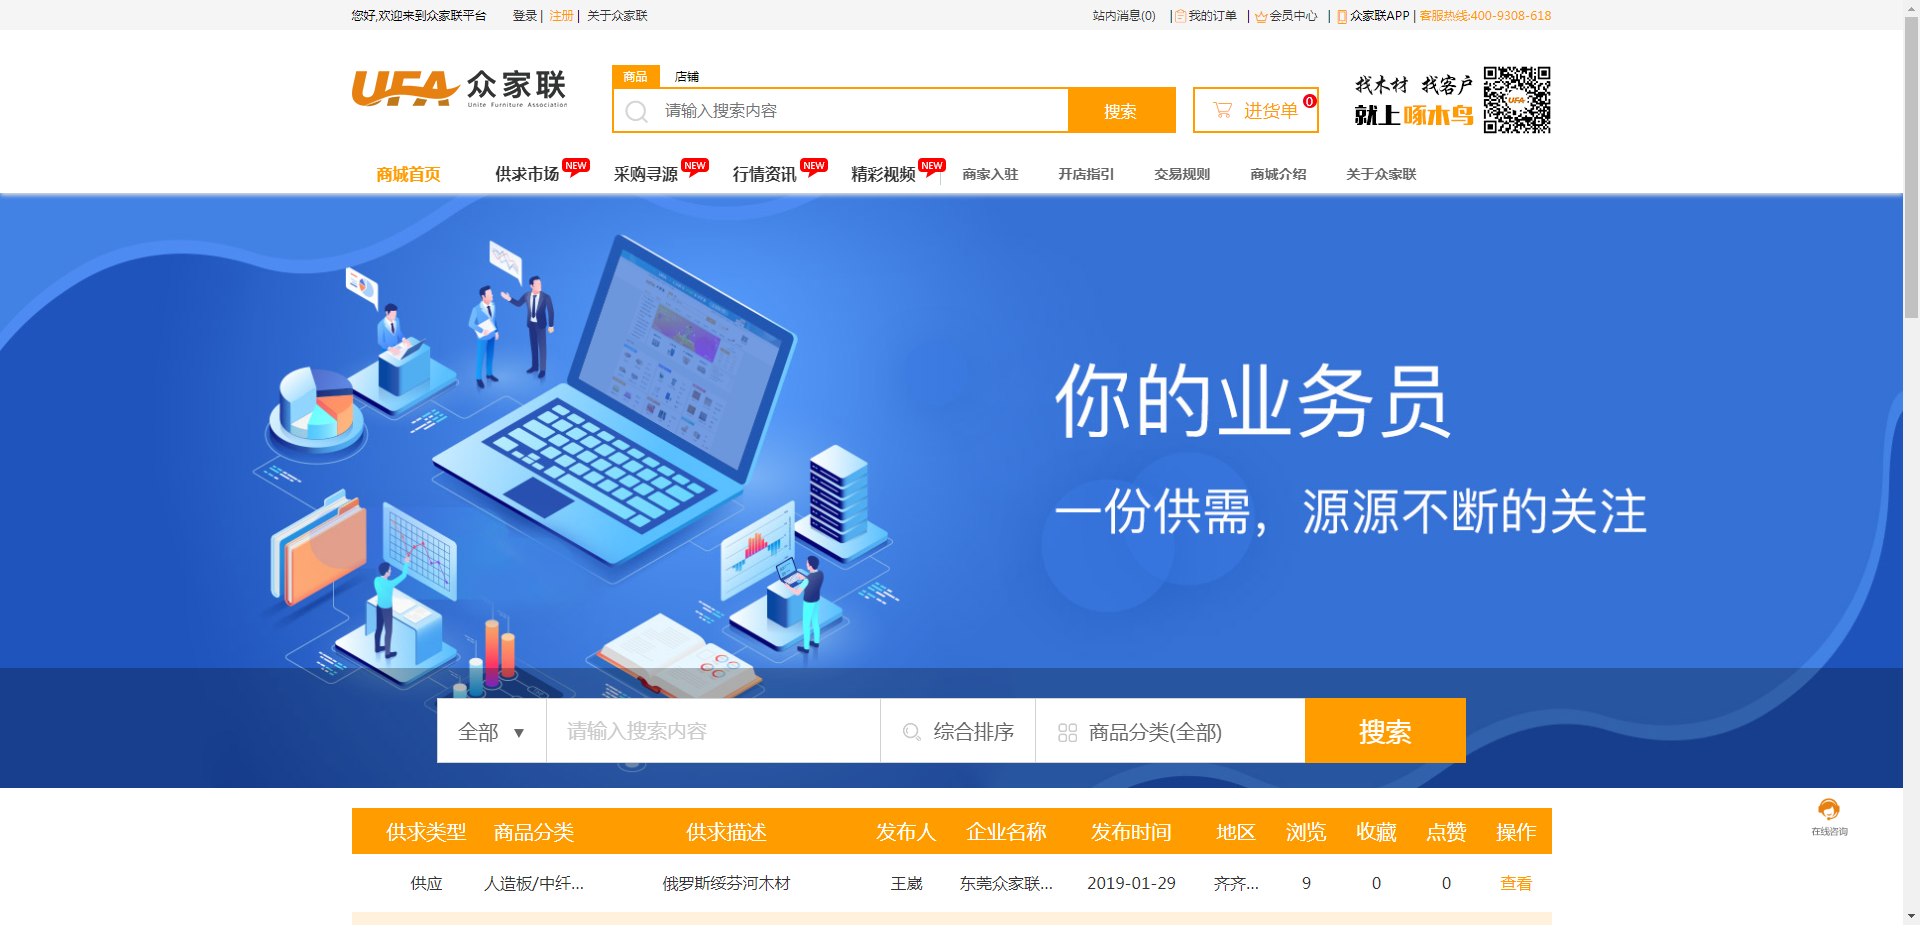 您好,欢迎来到众家联平台 登录 | 注册 | 关于众家联 站内消息(0) | 我的订单 | 会员中心 | 众家联APP | 客服热线:400-9308-618
UFA 众家联
Unite Furniture Association
商品 店铺
请输入搜索内容 搜索 进货单 0
找木材 找客户
就上啄木鸟
UFA
商城首页 供求市场 NEW 采购寻源 NEW 行情资讯 NEW 精彩视频 NEW 商家入驻 开店指引 交易规则 商城介绍 关于众家联
你的业务员
一份供需，源源不断的关注
全部 ▼ 请输入搜索内容 综合排序 商品分类(全部) 搜索
在线咨询
供求类型 商品分类 供求描述 发布人 企业名称 发布时间 地区 浏览 收藏 点赞 操作
供应 人造板/中纤... 俄罗斯绥芬河木材 王崴 东莞众家联... 2019-01-29 齐齐... 9 0 0 查看